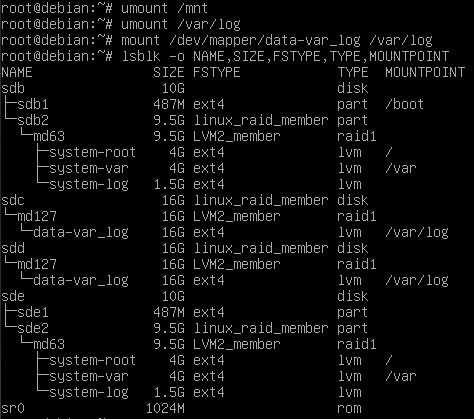 root@debian:~# umount /mnt
root@debian:~# umount /var/log
root@debian:~# mount /dev/mapper/data-var_log /var/log
root@debian:~# lsblk -o NAME,SIZE,FSTYPE,TYPE,MOUNTPOINT
NAME                  SIZE FSTYPE            TYPE  MOUNTPOINT
sdb                    10G                   disk
├─sdb1                487M ext4              part  /boot
└─sdb2                9.5G linux_raid_member part
  └─md63              9.5G LVM2_member       raid1
    ├─system-root       4G ext4              lvm   /
    ├─system-var        4G ext4              lvm   /var
    └─system-log      1.5G ext4              lvm
sdc                    16G linux_raid_member disk
└─md127                16G LVM2_member       raid1
  └─data-var_log       16G ext4              lvm   /var/log
sdd                    16G linux_raid_member disk
└─md127                16G LVM2_member       raid1
  └─data-var_log       16G ext4              lvm   /var/log
sde                    10G                   disk
├─sde1                487M ext4              part
└─sde2                9.5G linux_raid_member part
  └─md63              9.5G LVM2_member       raid1
    ├─system-root       4G ext4              lvm   /
    ├─system-var        4G ext4              lvm   /var
    └─system-log      1.5G ext4              lvm
sr0                  1024M                   rom